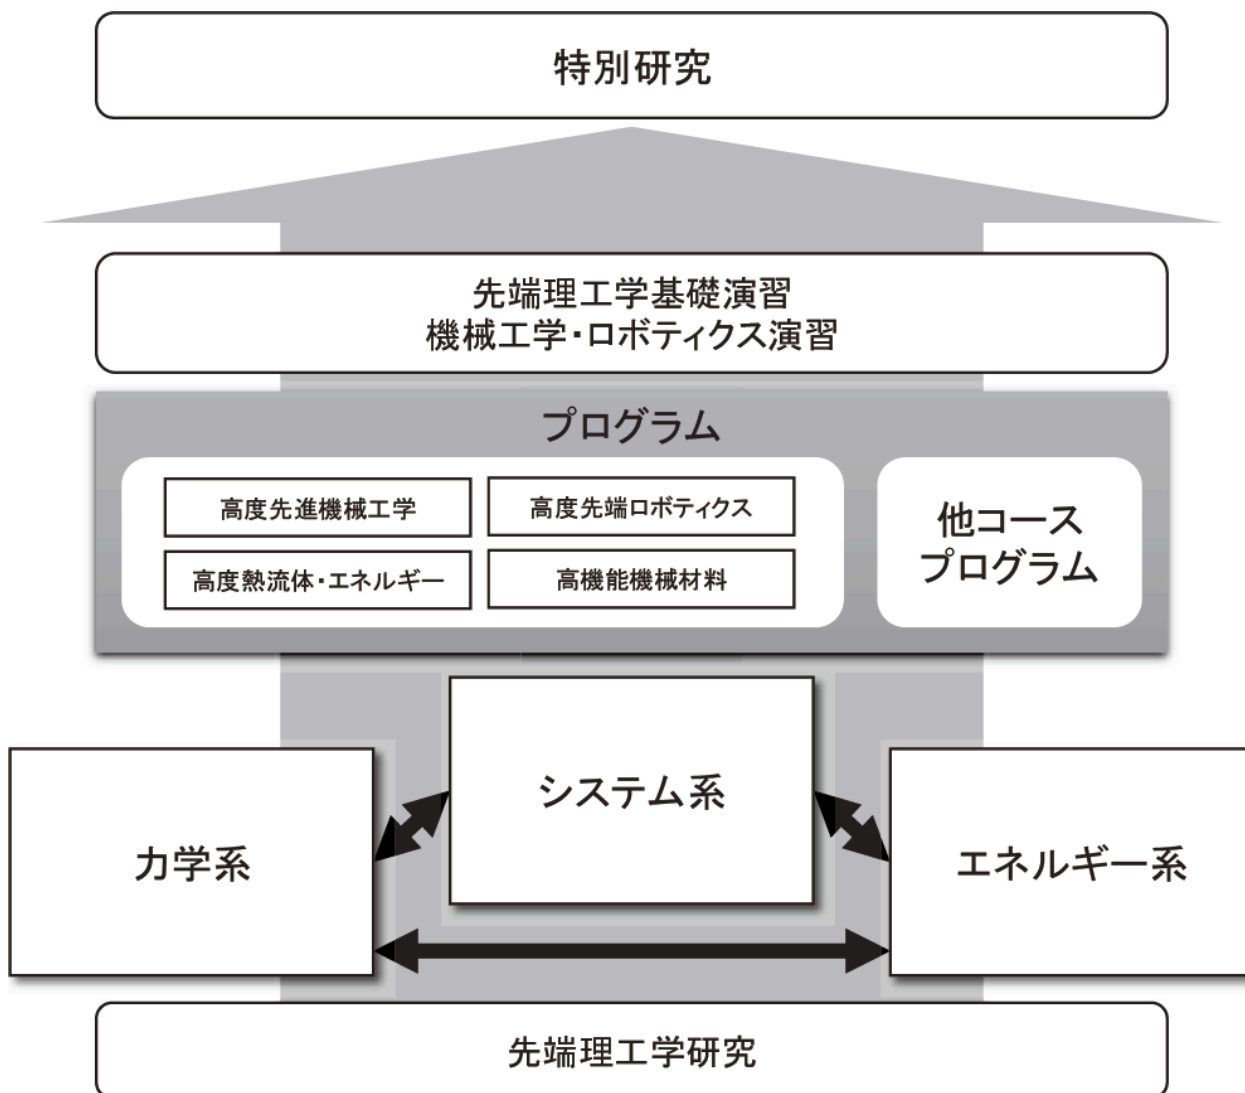 特別研究
先端理工学基礎演習
機械工学・ロボティクス演習
プログラム
高度先進機械工学
高度先端ロボティクス
高度熱流体・エネルギー
高機能機械材料
他コース
プログラム
システム系
力学系
エネルギー系
先端理工学研究